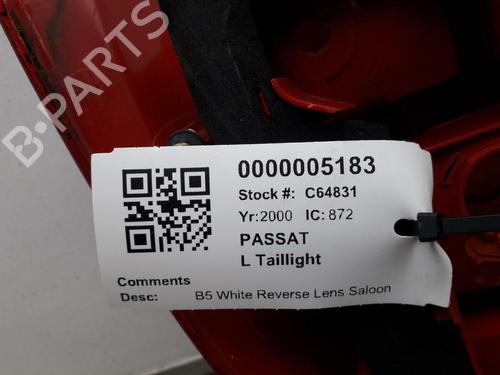 B-PARTS
0000005183
Stock #: C64831
Yr:2000 IC:872
PASSAT
L Taillight
Comments
Desc: B5 White Reverse Lens Saloon